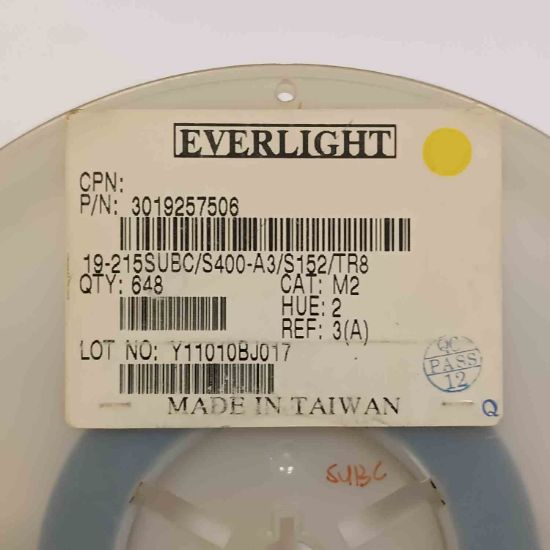 EVERLIGHT
CPN:
P/N: 3019257506
19-215SUBC/S400-A3/S152/TR8
QTY: 648 CAT: M2
HUE: 2
REF: 3(A)
LOT NO: Y11010BJ017
QC
PASS
12
MADE IN TAIWAN
Q
SUBC